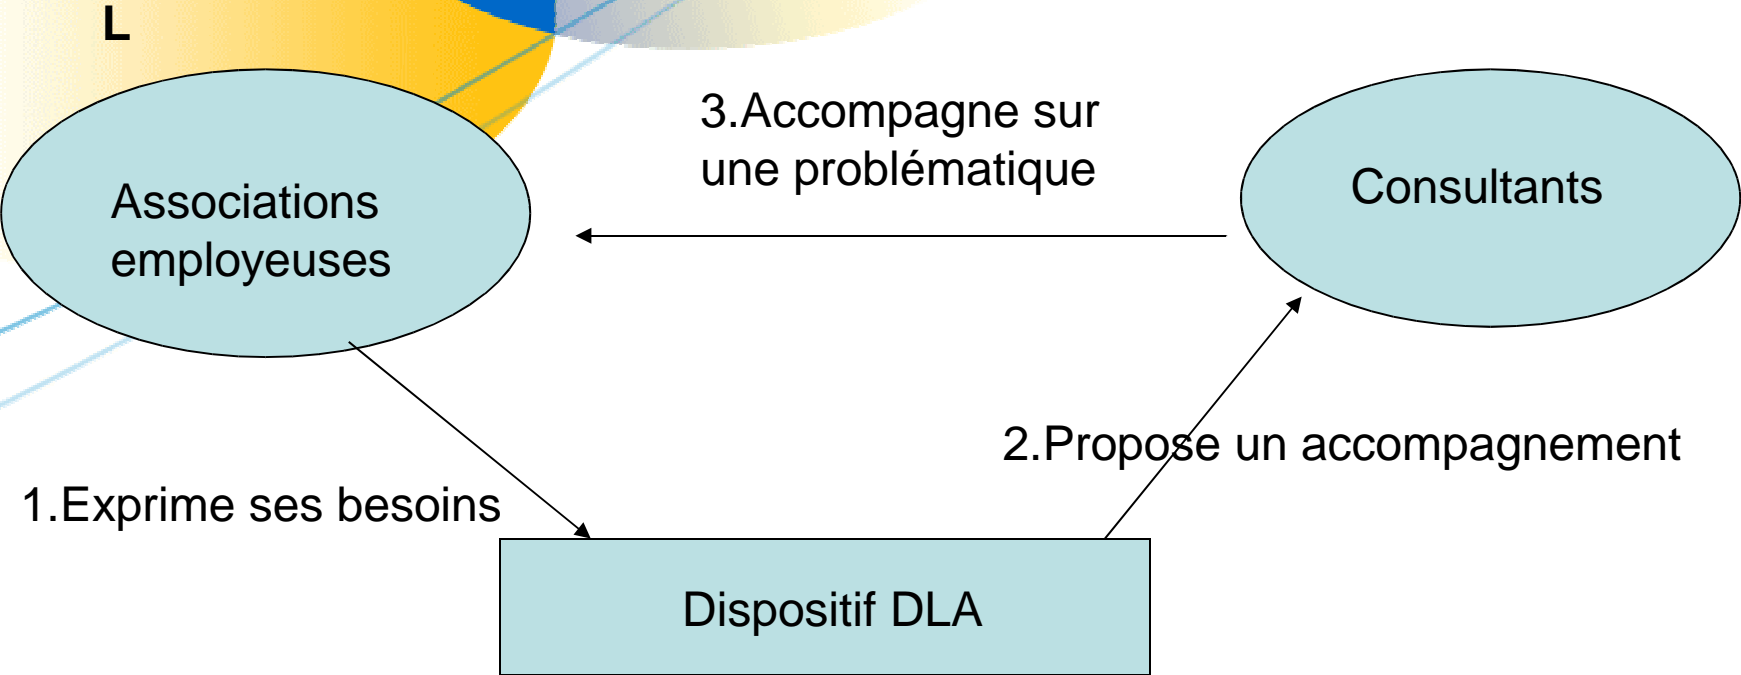 L
3.Accompagne sur
une problématique
Consultants
Associations
employeuses
2.Propose un accompagnement
1.Exprime ses besoins
Dispositif DLA